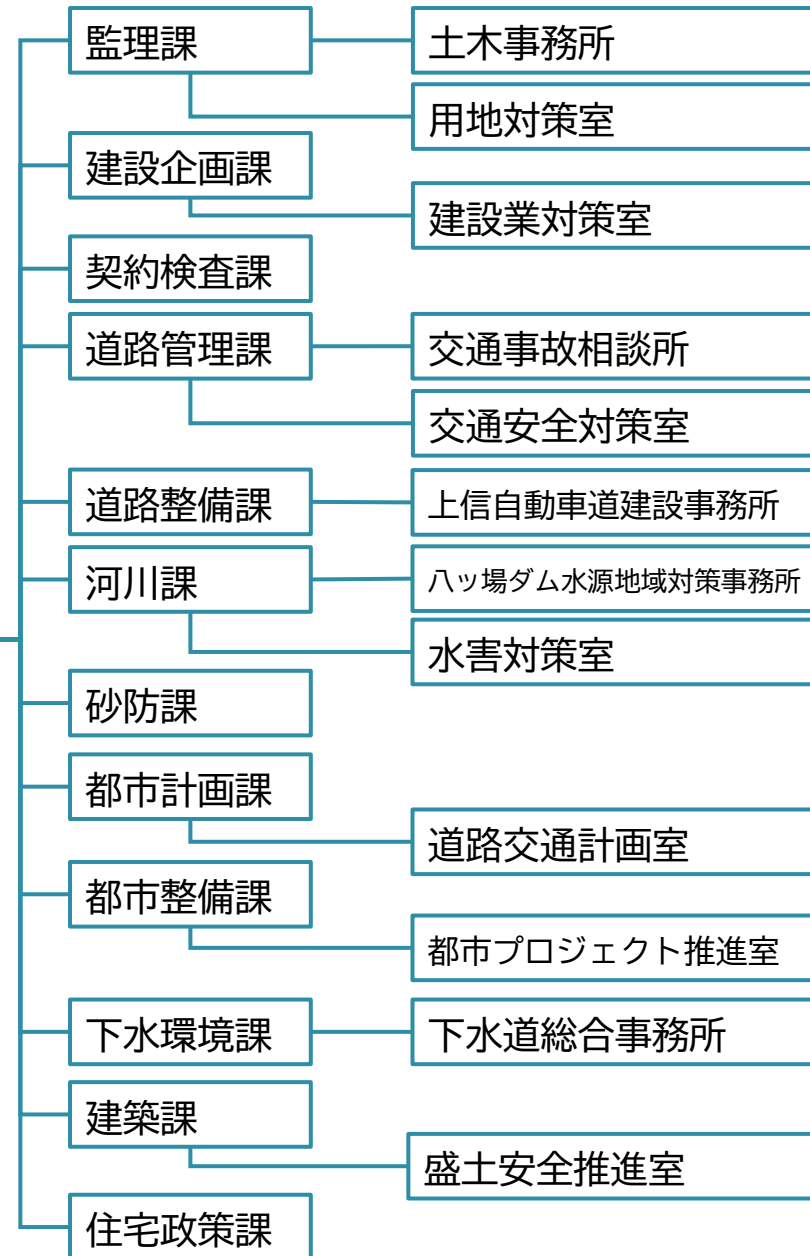 監理課
土木事務所
用地対策室
建設企画課
建設業対策室
契約検査課
道路管理課
交通事故相談所
交通安全対策室
道路整備課
上信自動車道建設事務所
河川課
八ッ場ダム水源地域対策事務所
水害対策室
砂防課
都市計画課
道路交通計画室
都市整備課
都市プロジェクト推進室
下水環境課
下水道総合事務所
建築課
盛土安全推進室
住宅政策課